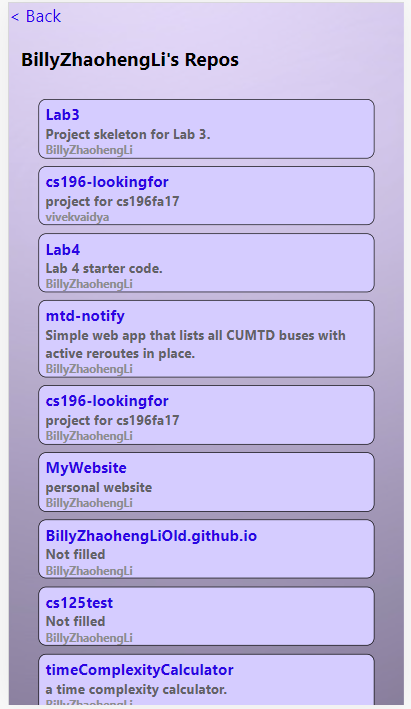 < Back
BillyZhaohengLi's Repos
Lab3
Project skeleton for Lab 3.
BillyZhaohengLi
cs196-lookingfor
project for cs196fa17
vivekvaidya
Lab4
Lab 4 starter code.
BillyZhaohengLi
mtd-notify
Simple web app that lists all CUMTD buses with
active reroutes in place.
BillyZhaohengLi
cs196-lookingfor
project for cs196fa17
BillyZhaohengLi
MyWebsite
personal website
BillyZhaohengLi
BillyZhaohengLiOld.github.io
Not filled
BillyZhaohengLi
cs125test
Not filled
BillyZhaohengLi
timeComplexityCalculator
a time complexity calculator.
BillyZhaohengLi